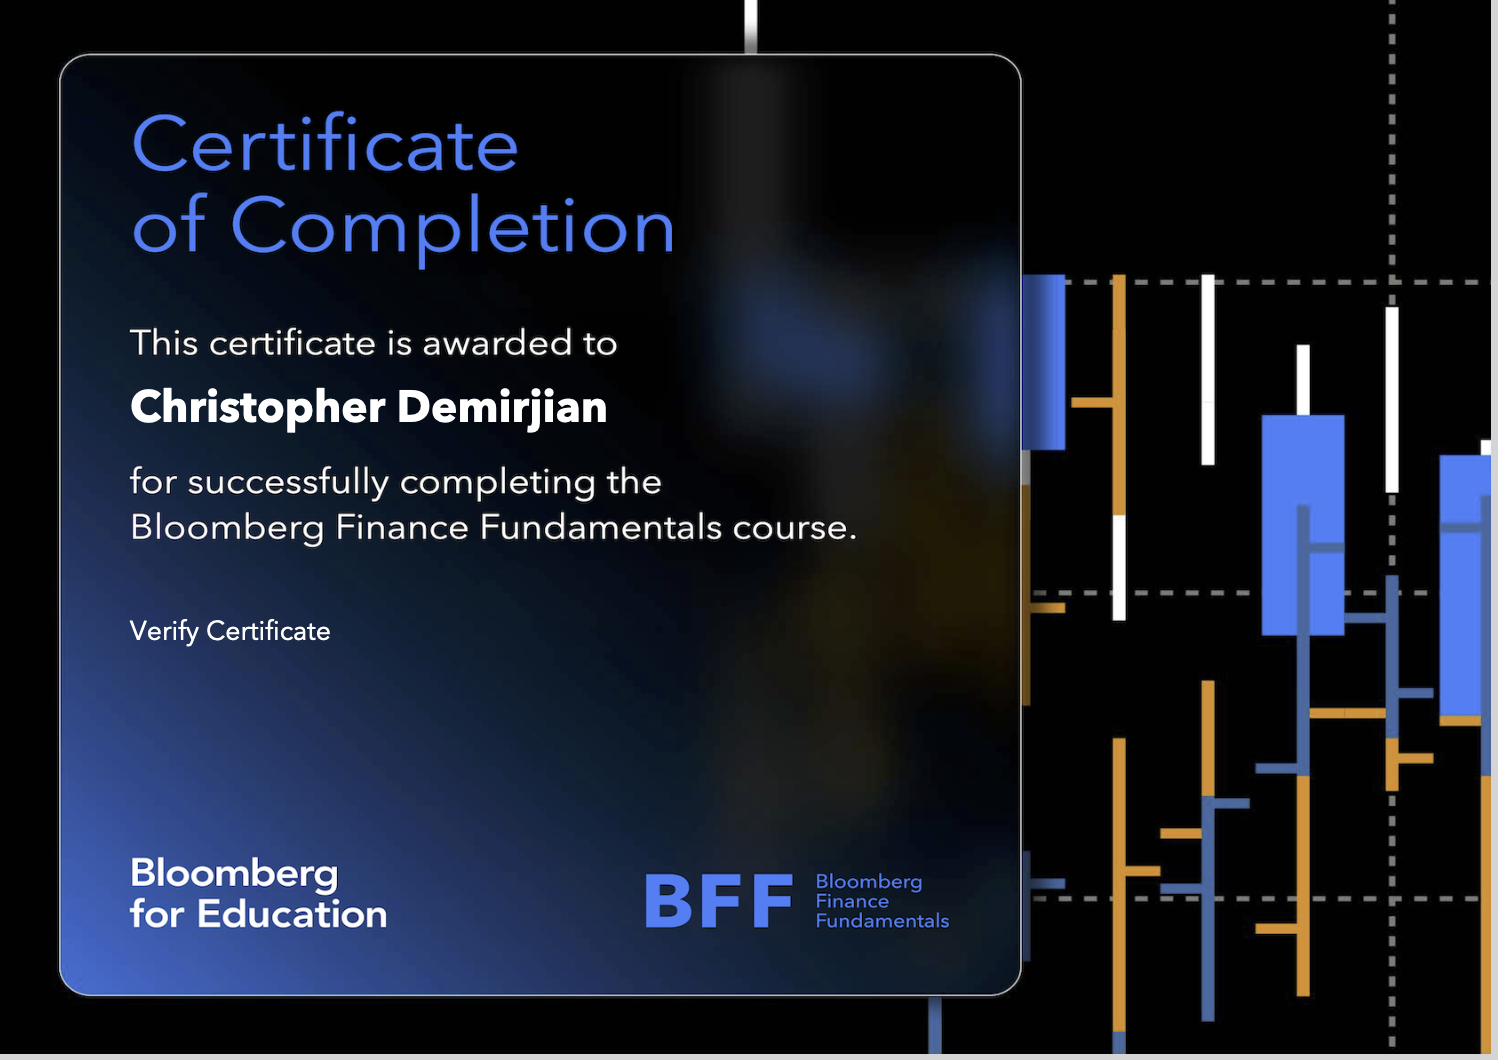 Certificate
of Completion
This certificate is awarded to
Christopher Demirjian
for successfully completing the
Bloomberg Finance Fundamentals course.
Verify Certificate
Bloomberg
for Education
BFF
Bloomberg
Finance
Fundamentals